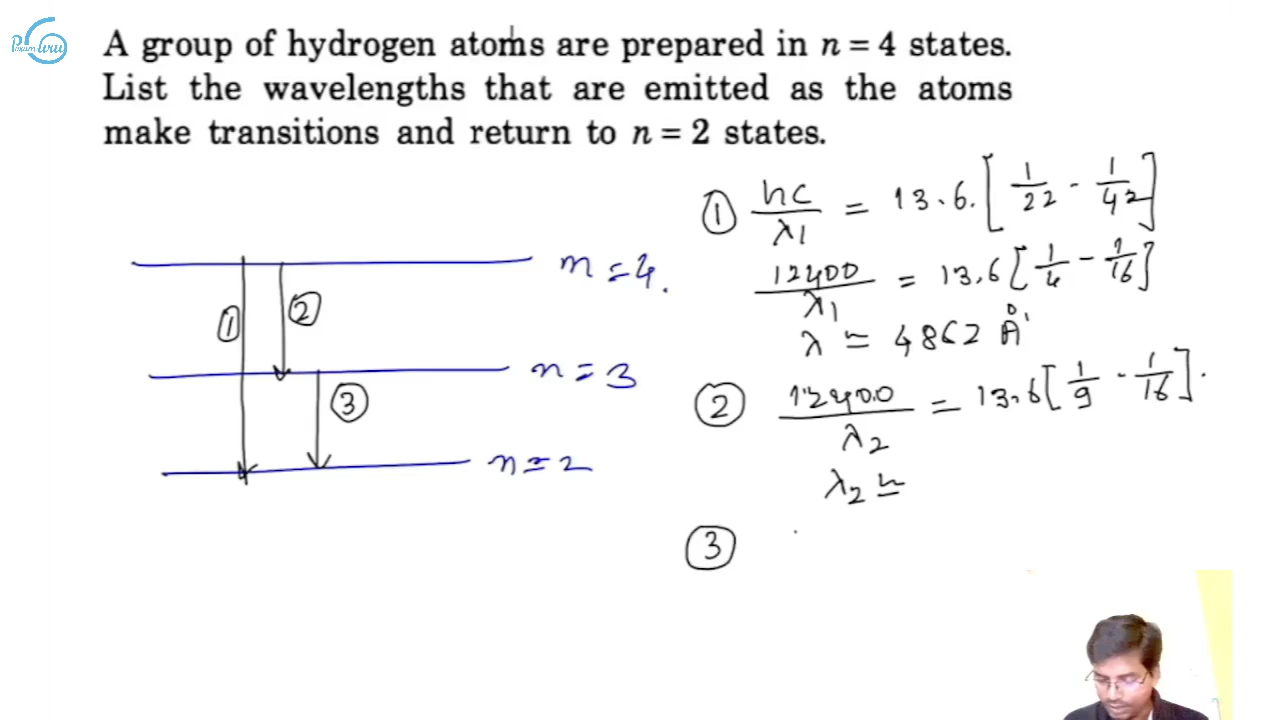 Pixam Guru
A group of hydrogen atoms are prepared in n = 4 states.
List the wavelengths that are emitted as the atoms
make transitions and return to n = 2 states.
n = 4.
① ②
n = 3
③
n = 2
① hc/λ1 = 13.6. [1/2² - 1/4²]
12400/λ1 = 13.6 [1/4 - 1/16]
λ ≃ 4862 Å
② 12400/λ2 = 13.6 [1/9 - 1/16].
λ2 ≃
③